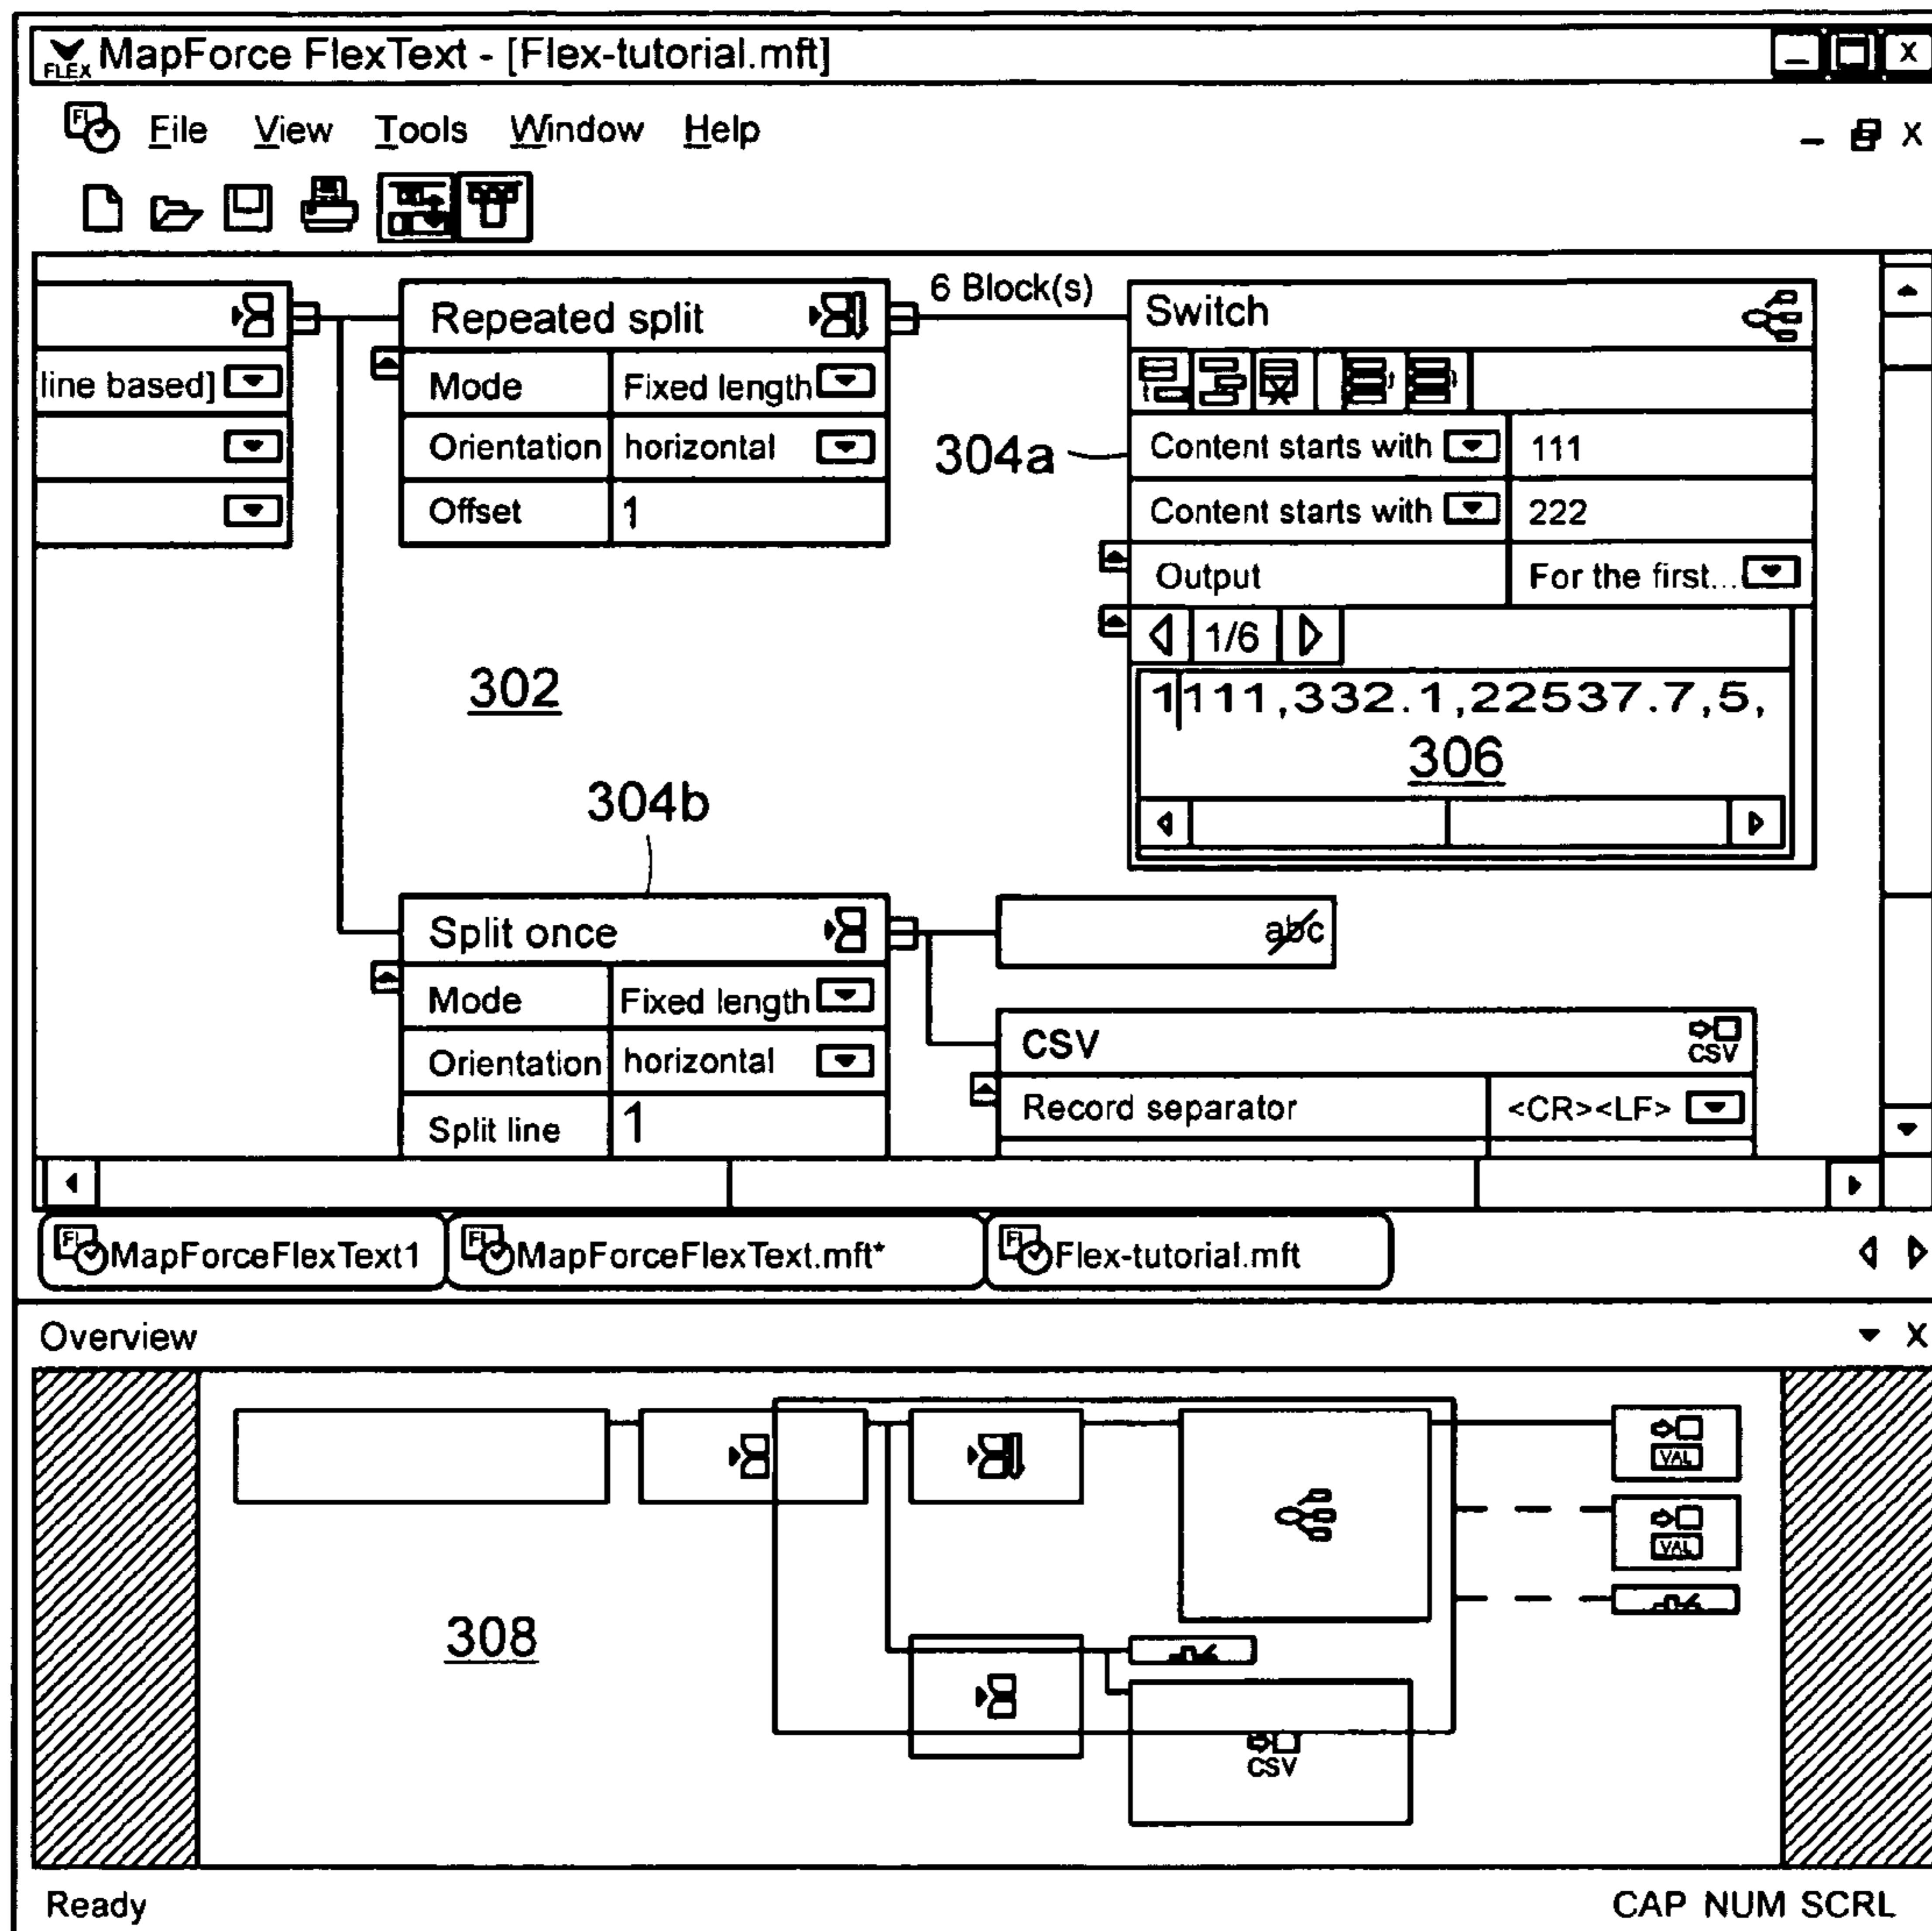 FLEX MapForce FlexText - [Flex-tutorial.mft] X
File View Tools Window Help X
6 Block(s)
Repeated split
Switch
line based]
Mode Fixed length
Orientation horizontal
304a
Content starts with 111
Offset 1
Content starts with 222
Output For the first...
1/6
302
1111,332.1,22537.7,5,
306
304b
Split once
abc
Mode Fixed length
CSV
CSV
Orientation horizontal
Record separator <CR><LF>
Split line 1
MapForceFlexText1 MapForceFlexText.mft* Flex-tutorial.mft
Overview X
VAL
VAL
308
CSV
Ready CAP NUM SCRL